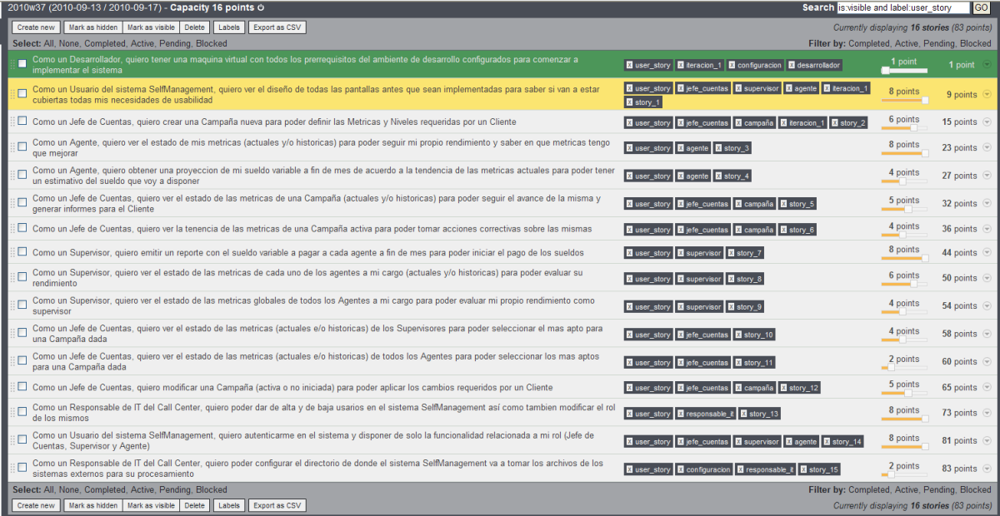 2010w37 (2010-09-13 / 2010-09-17) - Capacity 16 points
Search is:visible and label:user_story GO
Create new Mark as hidden Mark as visible Delete Labels Export as CSV Currently displaying 16 stories (83 points)
Select: All, None, Completed, Active, Pending, Blocked Filter by: Completed, Active, Pending, Blocked
Como un Desarrollador, quiero tener una maquina virtual con todos los prerrequisitos del ambiente de desarrollo configurados para comenzar a
implementar el sistema
X user_story X iteracion_1 X configuracion X desarrollador
1 point 1 point
Como un Usuario del sistema SelfManagement, quiero ver el diseño de todas las pantallas antes que sean implementadas para saber si van a estar
cubiertas todas mis necesidades de usabilidad
X user_story X jefe_cuentas X supervisor X agente X iteracion_1
X story_1
8 points 9 points
Como un Jefe de Cuentas, quiero crear una Campaña nueva para poder definir las Metricas y Niveles requeridas por un Cliente
X user_story X jefe_cuentas X campaña X iteracion_1 X story_2
6 points 15 points
Como un Agente, quiero ver el estado de mis metricas (actuales y/o historicas) para poder seguir mi propio rendimiento y saber en que metricas tengo
que mejorar
X user_story X agente X story_3
8 points 23 points
Como un Agente, quiero obtener una proyeccion de mi sueldo variable a fin de mes de acuerdo a la tendencia de las metricas actuales para poder tener
un estimativo del sueldo que voy a disponer
X user_story X agente X story_4
4 points 27 points
Como un Jefe de Cuentas, quiero ver el estado de las metricas de una Campaña (actuales y/o historicas) para poder seguir el avance de la misma y
generar informes para el Cliente
X user_story X jefe_cuentas X campaña X story_5
5 points 32 points
Como un Jefe de Cuentas, quiero ver la tenencia de las metricas de una Campaña activa para poder tomar acciones correctivas sobre las mismas
X user_story X jefe_cuentas X campaña X story_6
4 points 36 points
Como un Supervisor, quiero emitir un reporte con el sueldo variable a pagar a cada agente a fin de mes para poder iniciar el pago de los sueldos
X user_story X supervisor X story_7
8 points 44 points
Como un Supervisor, quiero ver el estado de las metricas de cada uno de los agentes a mi cargo (actuales y/o historicas) para poder evaluar su
rendimiento
X user_story X supervisor X story_8
6 points 50 points
Como un Supervisor, quiero ver el estado de las metricas globales de todos los Agentes a mi cargo para poder evaluar mi propio rendimiento como
supervisor
X user_story X supervisor X story_9
4 points 54 points
Como un Jefe de Cuentas, quiero ver el estado de las metricas (actuales e/o historicas) de los Supervisores para poder seleccionar el mas apto para
una Campaña dada
X user_story X jefe_cuentas X story_10
4 points 58 points
Como un Jefe de Cuentas, quiero ver el estado de las metricas (actuales e/o historicas) de todos los Agentes para poder seleccionar los mas aptos
para una Campaña dada
X user_story X jefe_cuentas X story_11
2 points 60 points
Como un Jefe de Cuentas, quiero modificar una Campaña (activa o no iniciada) para poder aplicar los cambios requeridos por un Cliente
X user_story X jefe_cuentas X campaña X story_12
5 points 65 points
Como un Responsable de IT del Call Center, quiero poder dar de alta y de baja usuarios en el sistema SelfManagement así como tambien modificar el rol
de los mismos
X user_story X responsable_it X story_13
8 points 73 points
Como un Usuario del sistema SelfManagement, quiero autenticarme en el sistema y disponer de solo la funcionalidad relacionada a mi rol (Jefe de
Cuentas, Supervisor y Agente)
X user_story X jefe_cuentas X supervisor X agente X story_14
8 points 81 points
Como un Responsable de IT del Call Center, quiero poder configurar el directorio de donde el sistema SelfManagement va a tomar los archivos de los
sistemas externos para su procesamiento
X user_story X configuracion X responsable_it X story_15
2 points 83 points
Select: All, None, Completed, Active, Pending, Blocked Filter by: Completed, Active, Pending, Blocked
Create new Mark as hidden Mark as visible Delete Labels Export as CSV Currently displaying 16 stories (83 points)